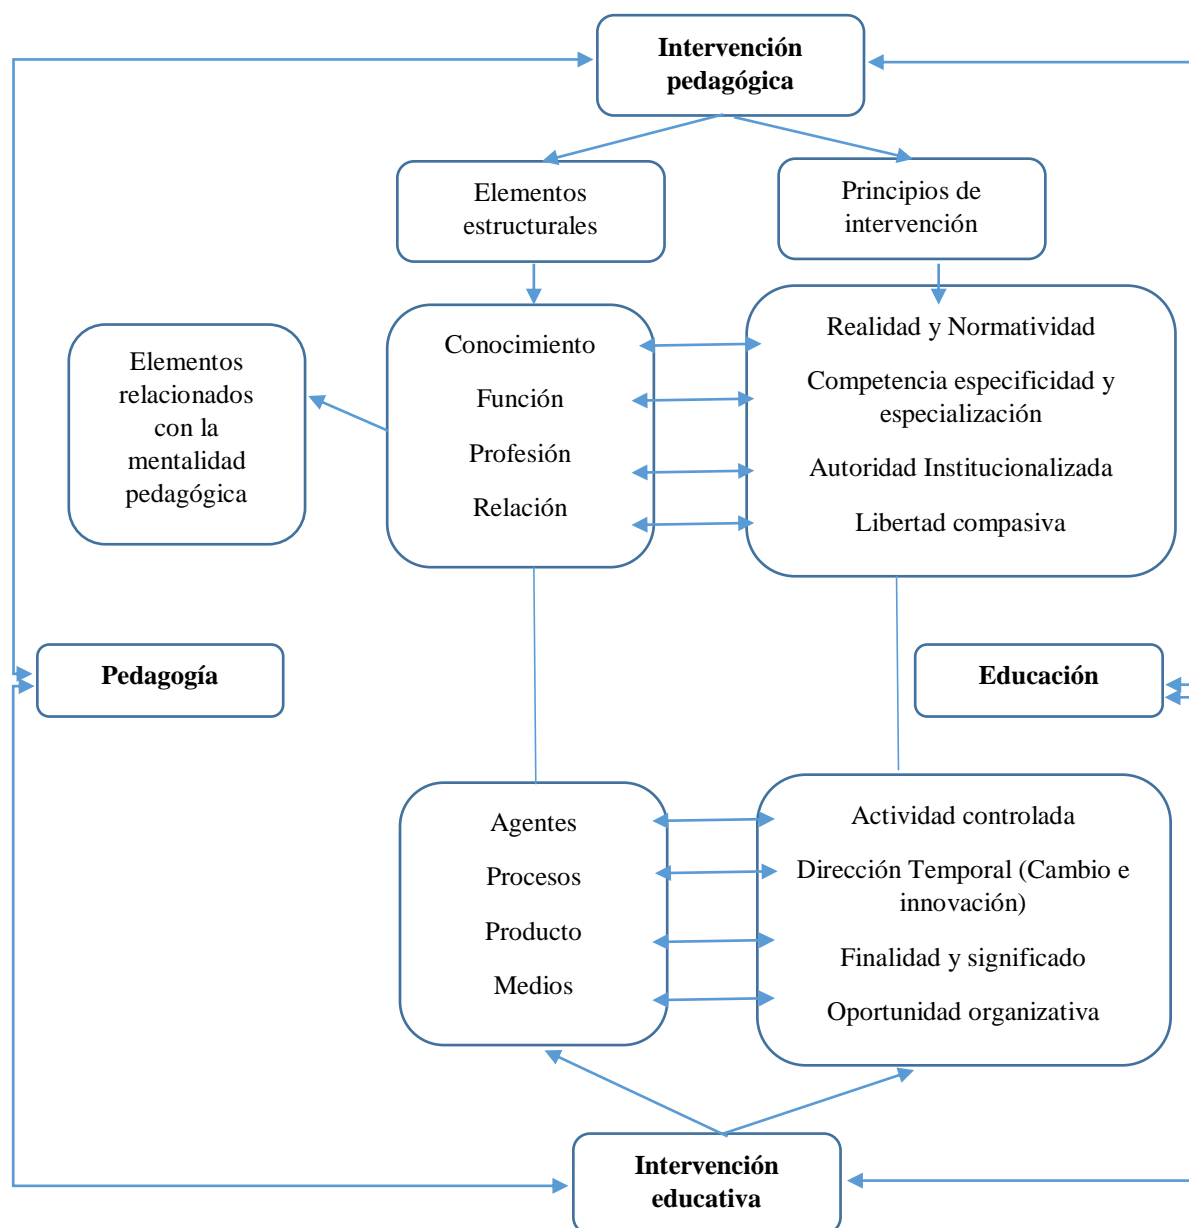 Intervención
pedagógica
Elementos
estructurales
Principios de
intervención
Elementos
relacionados
con la
mentalidad
pedagógica
Conocimiento
Función
Profesión
Relación
Realidad y Normatividad
Competencia especificidad y
especialización
Autoridad Institucionalizada
Libertad compasiva
Pedagogía
Educación
Agentes
Procesos
Producto
Medios
Actividad controlada
Dirección Temporal (Cambio e
innovación)
Finalidad y significado
Oportunidad organizativa
Intervención
educativa